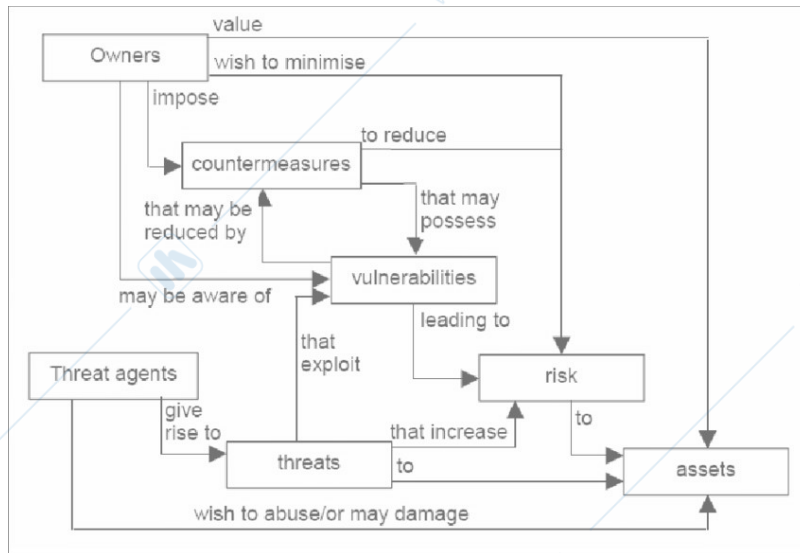 value
Owners
wish to minimise
impose
to reduce
countermeasures
that may be
reduced by
that may
possess
vulnerabilities
may be aware of
leading to
that
exploit
Threat agents
risk
give
rise to
that increase
to
threats
to
assets
wish to abuse/or may damage